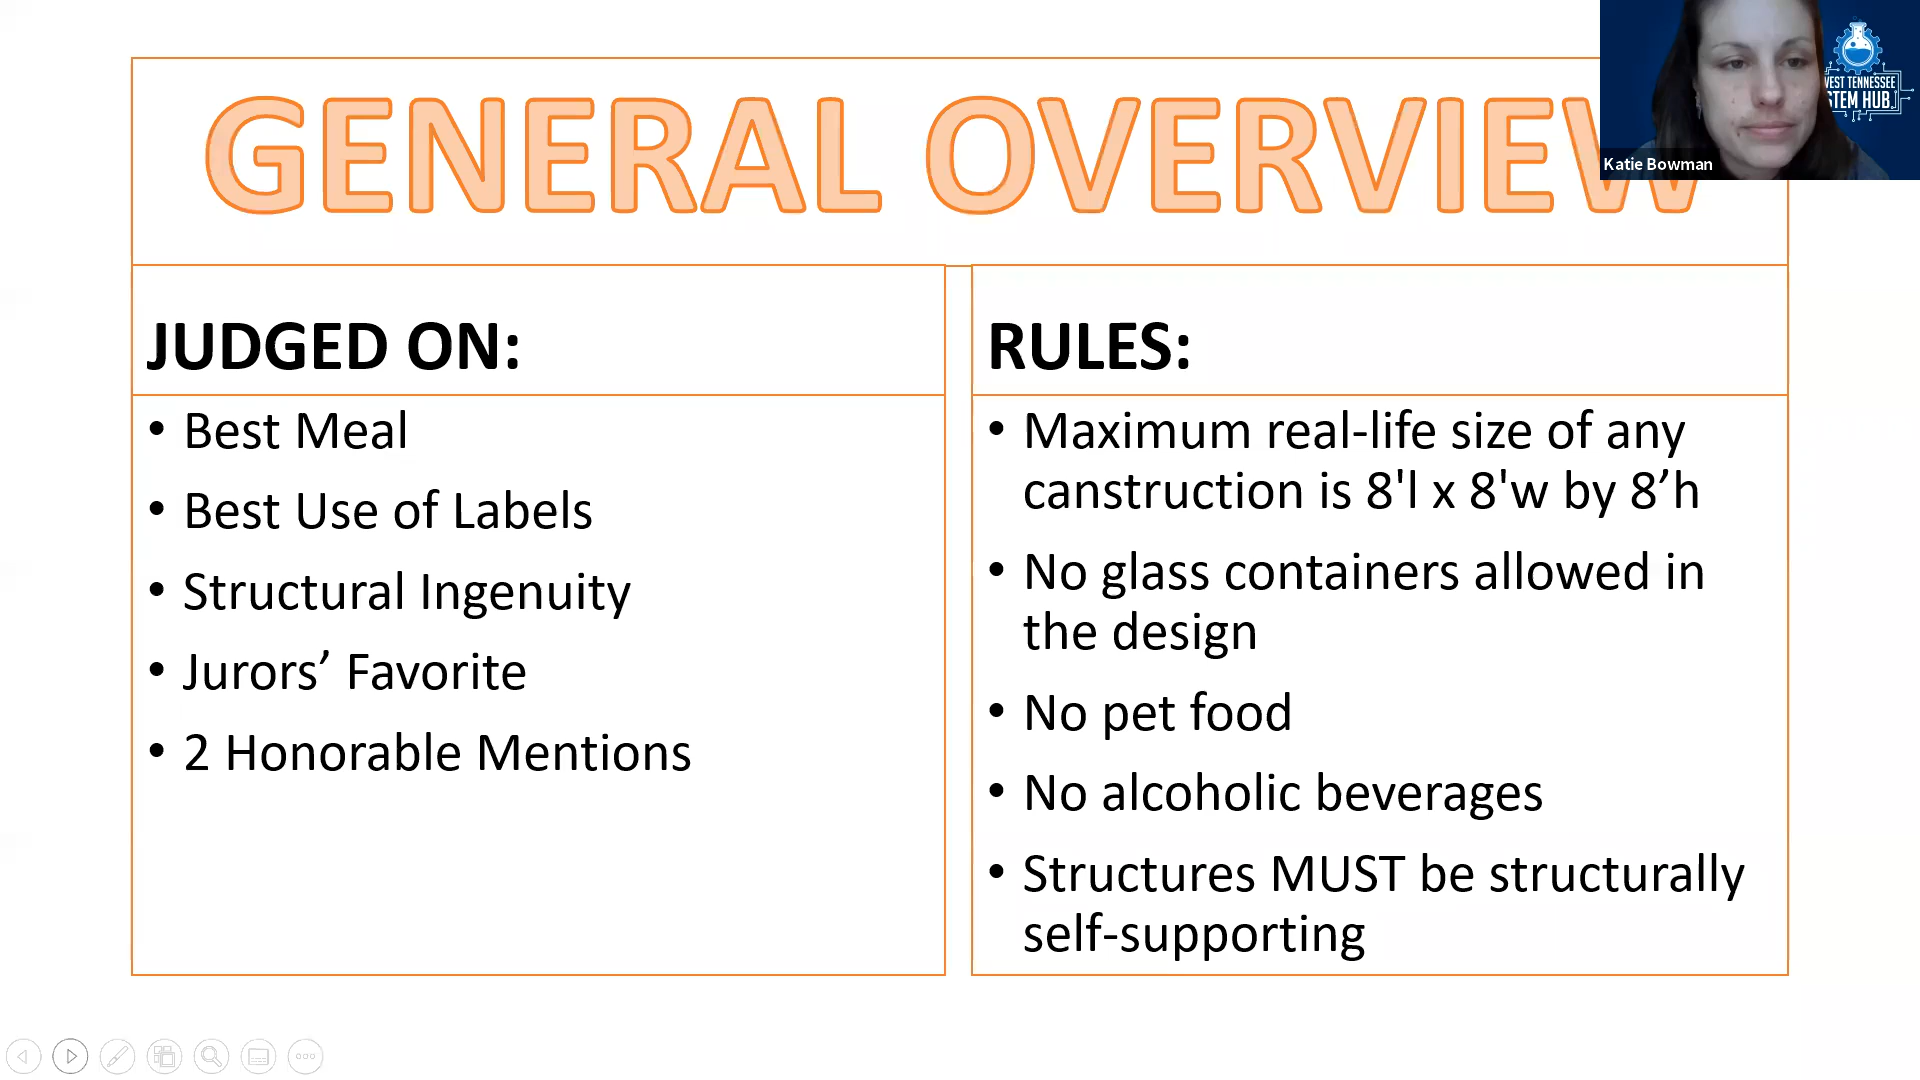 GENERAL OVERVIEW
WEST TENNESSEE
STEM HUB
Katie Bowman
JUDGED ON:
• Best Meal
• Best Use of Labels
• Structural Ingenuity
• Jurors’ Favorite
• 2 Honorable Mentions
RULES:
• Maximum real-life size of any
canstruction is 8'l x 8'w by 8’h
• No glass containers allowed in
the design
• No pet food
• No alcoholic beverages
• Structures MUST be structurally
self-supporting